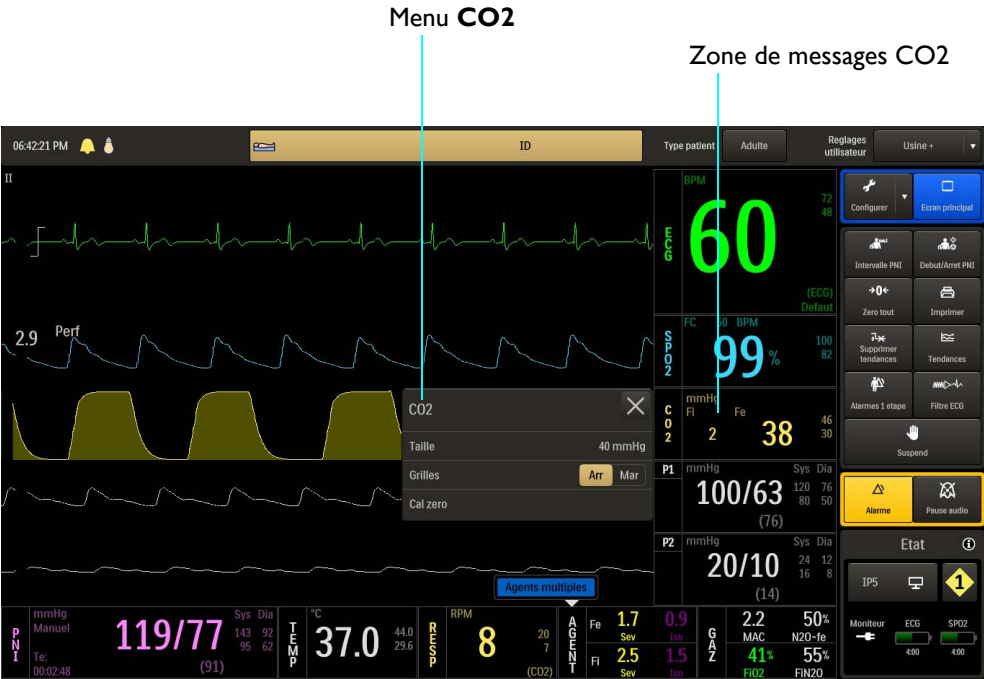 Menu CO2
Zone de messages CO2
06:42:21 PM
ID
Type patient
Adulte
Reglages
utilisateur
Usine +
II
2.9 Perf
CO2
Taille 40 mmHg
Grilles Arr Mar
Cal zero
Agents multiples
ECG
BPM
60
72
48
(ECG)
Defaut
SPO2
FC 60 BPM
99%
100
82
CO2
mmHg
Fi Fe
2 38
46
30
P1 mmHg Sys Dia
100/63
120 76
80 50
(76)
P2 mmHg Sys Dia
20/10
24 12
16 8
(14)
Configurer
Ecran principal
Intervalle PNI
Debut/Arret PNI
→0←
Zero tout
Imprimer
Supprimer
tendances
Tendances
Alarmes 1 etape
Filtre ECG
Suspend
Alarme
Pause audio
Etat
IP5
1
Moniteur ECG SPO2
4:00 4:00
PNI
mmHg Sys Dia
Manuel
119/77
143 92
95 62
Te:
00:02:48
(91)
TEMP
°C
37.0
44.0
29.6
RESP
RPM
8
20
7
(CO2)
AGENT
Fe 1.7 0.9
Sev Iso
Fi 2.5 1.5
Sev Iso
GAZ
2.2 50%
MAC N2O-fe
41% 55%
FiO2 FiN2O